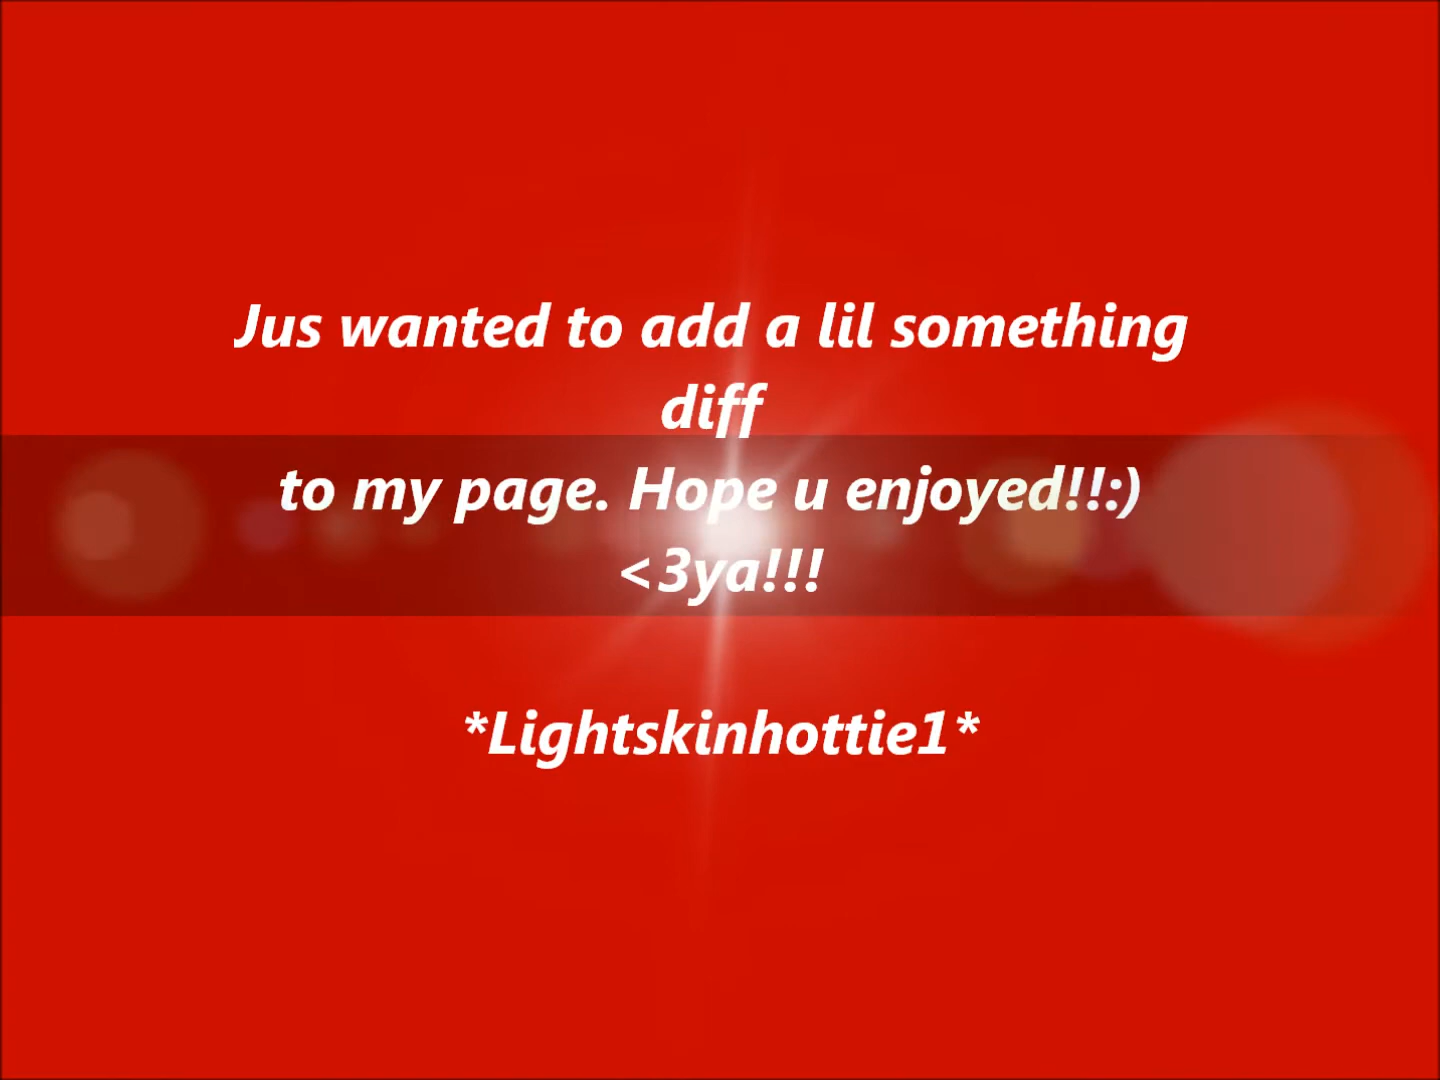 Jus wanted to add a lil something
diff
to my page. Hope u enjoyed!!:)
<3ya!!!
*Lightskinhottie1*